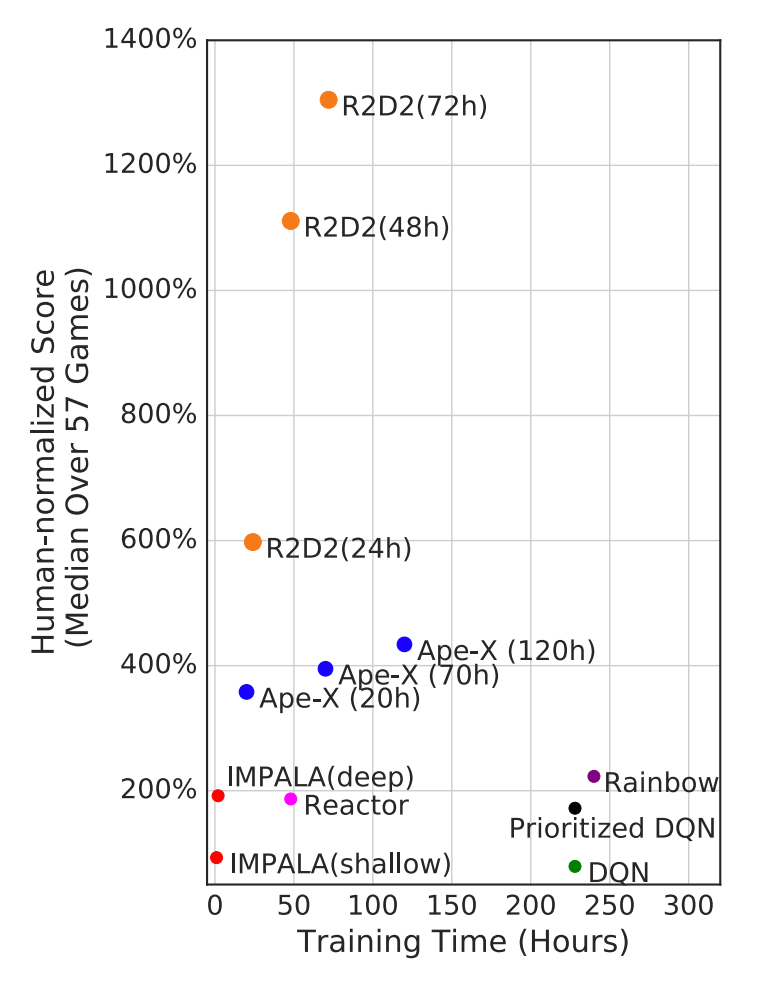 1400%
R2D2(72h)
1200%
R2D2(48h)
1000%
800%
600%
R2D2(24h)
Ape-X (120h)
400%
Ape-X (70h)
Ape-X (20h)
IMPALA(deep)
200%
Reactor
Rainbow
Prioritized DQN
IMPALA(shallow)
DQN
Human-normalized Score
(Median Over 57 Games)
0 50 100 150 200 250 300
Training Time (Hours)